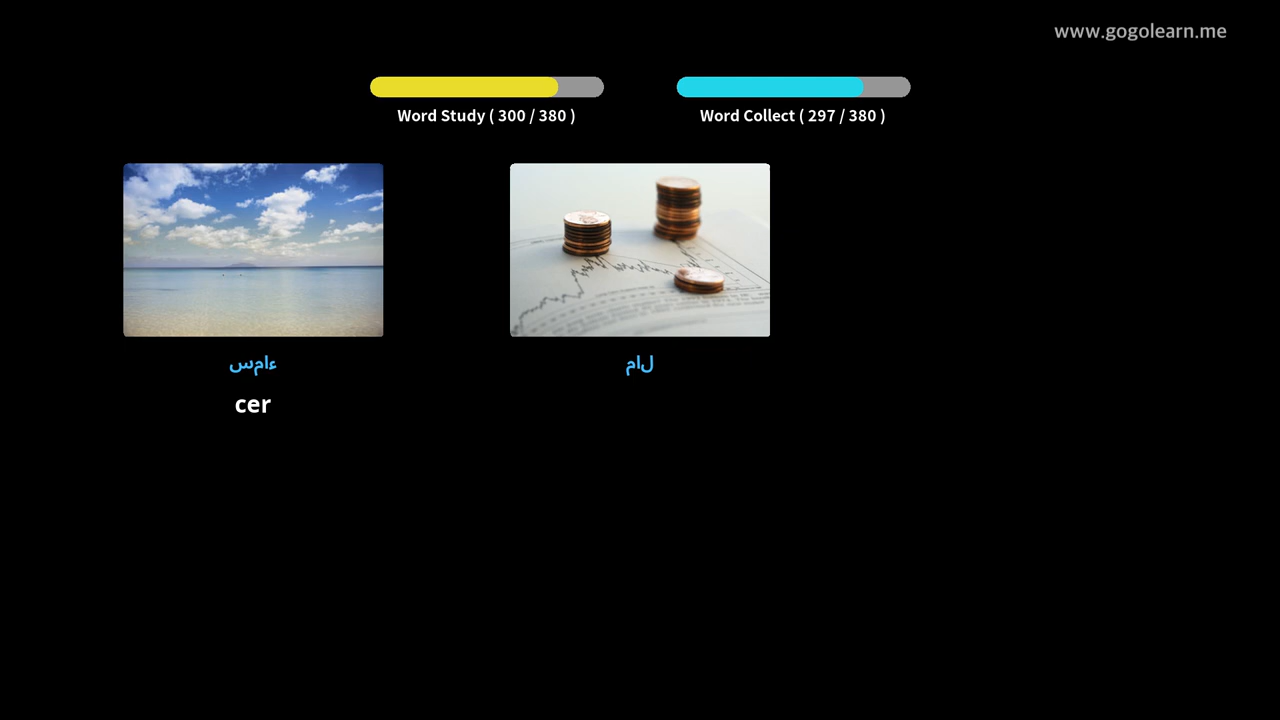 www.gogolearn.me
Word Study ( 300 / 380 )
Word Collect ( 297 / 380 )
ءامس
لام
cer